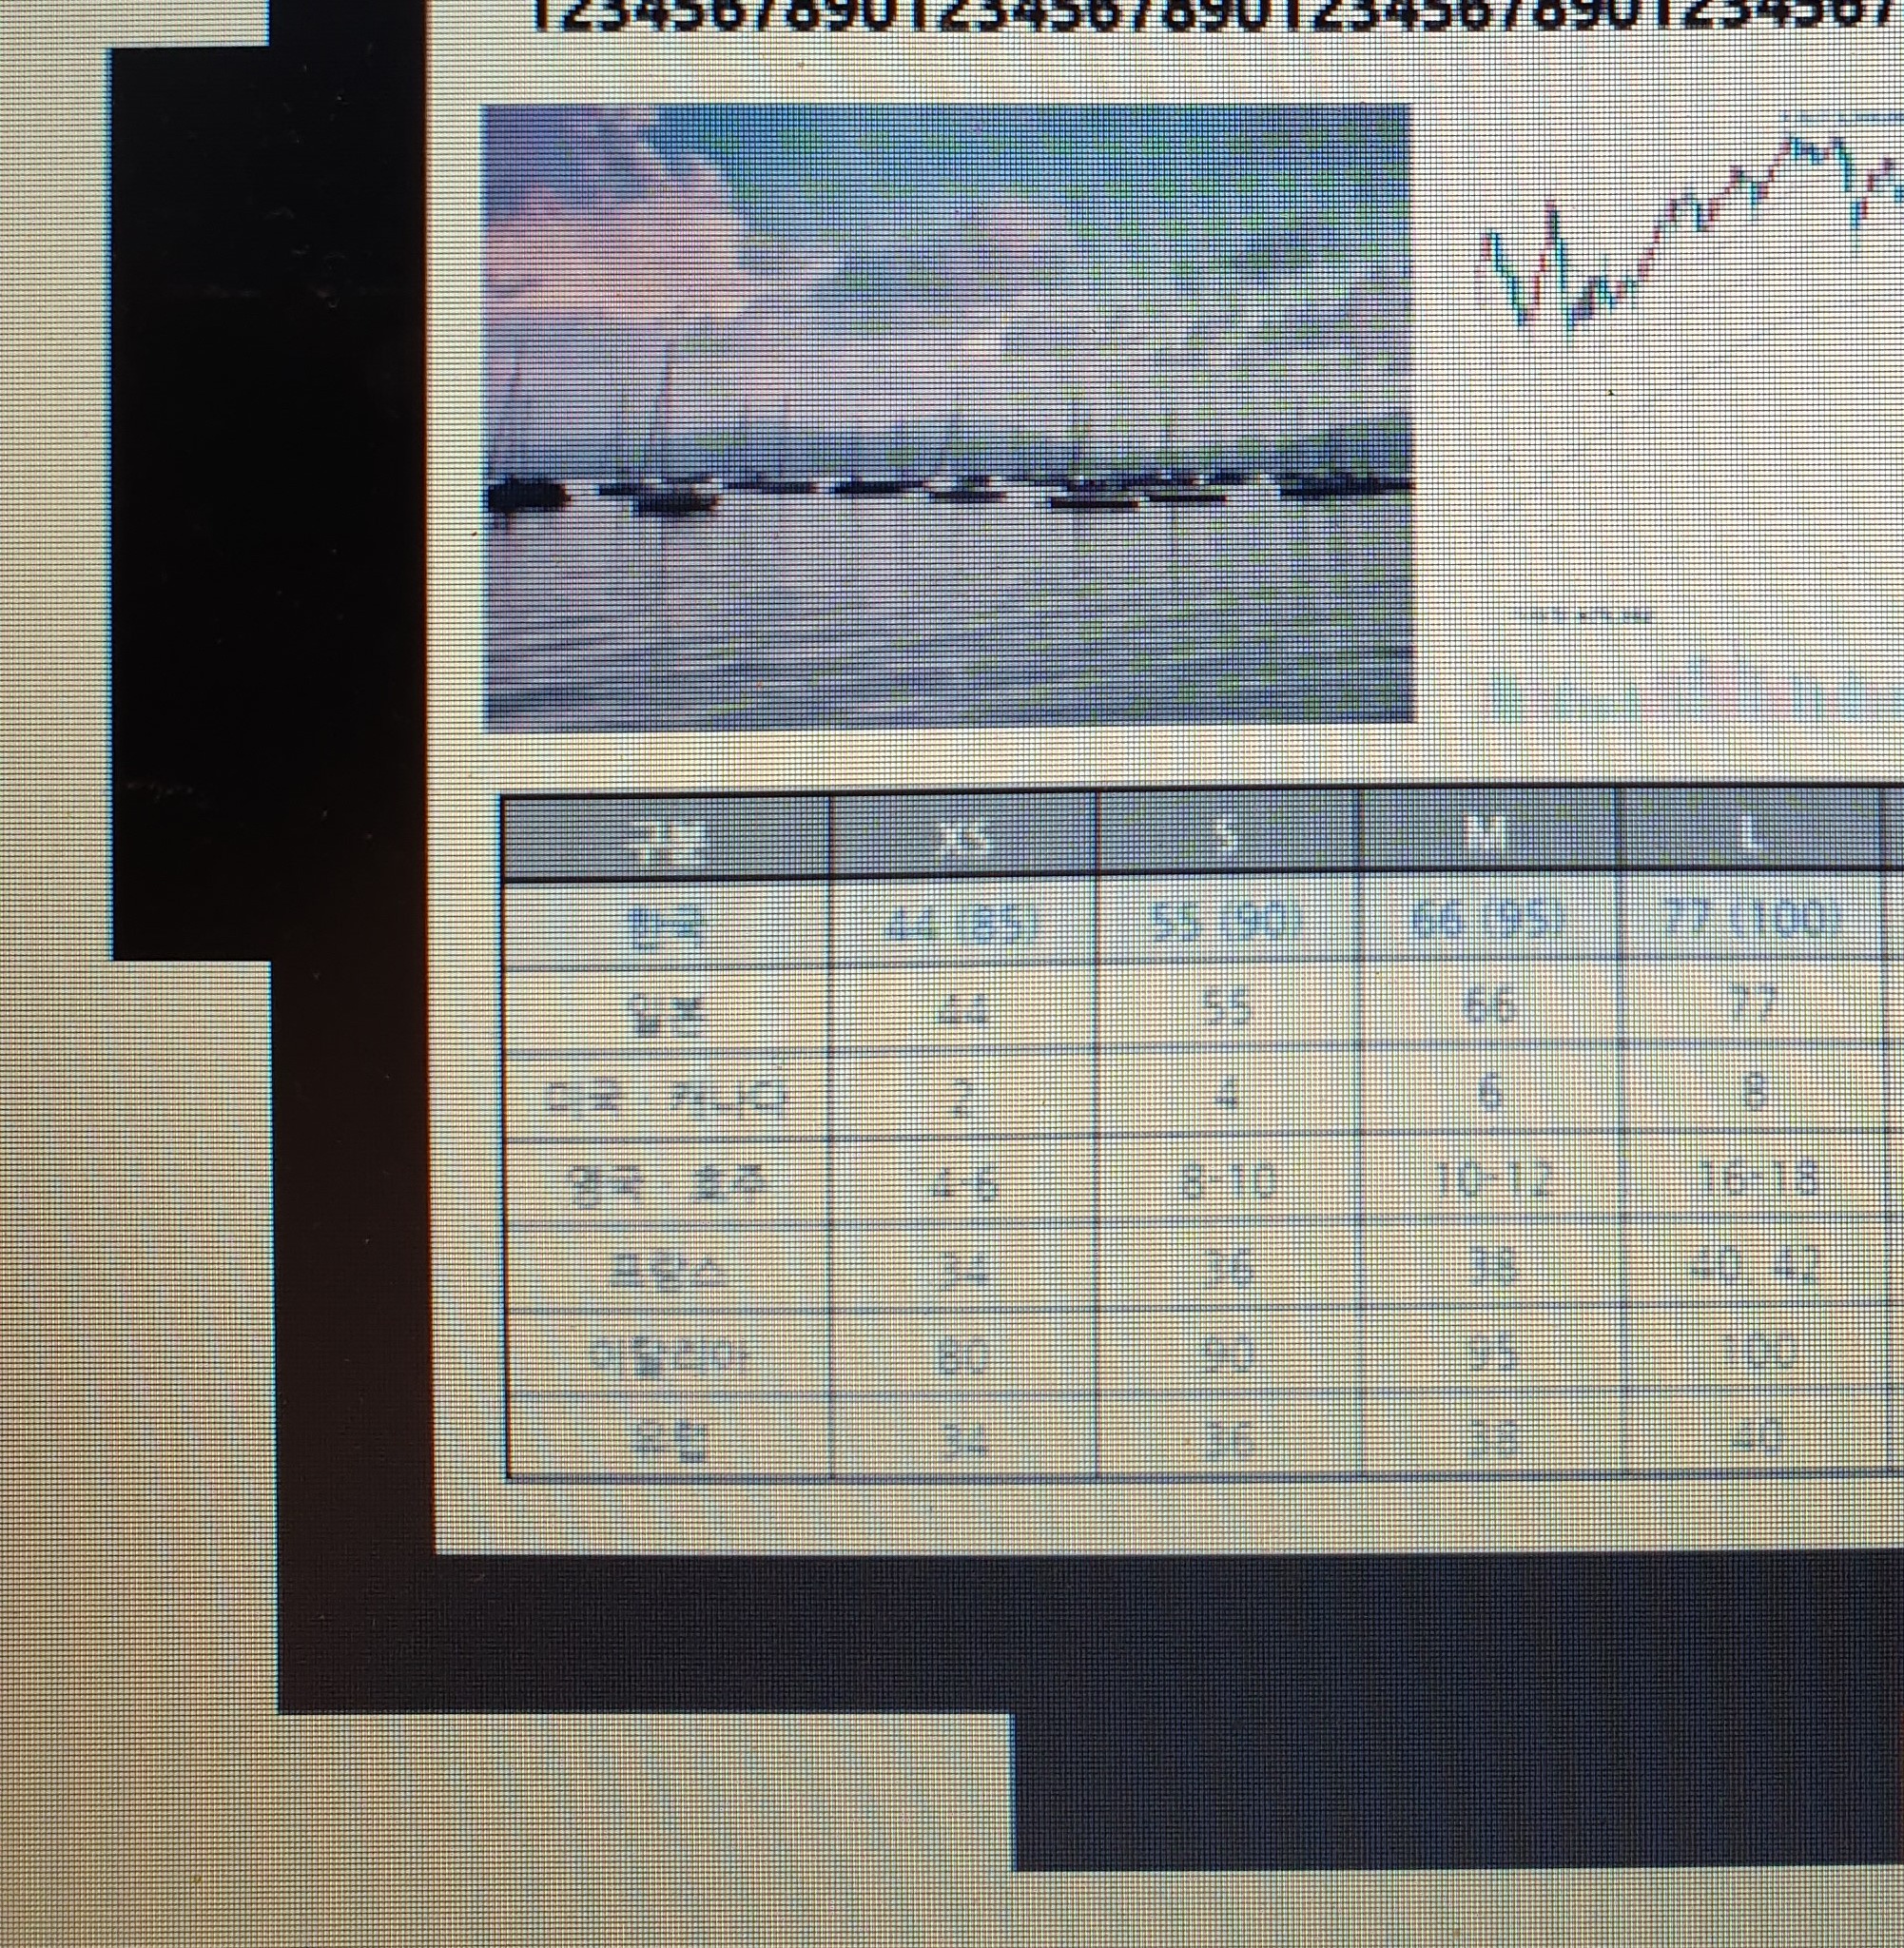 1234567890123456789012345678901234567
구분 XS S M L
한국 44 (85) 55 (90) 66 (95) 77 (100)
일본 44 55 66 77
미국 캐나다 2 4 6 8
영국 호주 4-6 8-10 10-12 16-18
프랑스 34 36 38 40 42
이탈리아 80 90 95 100
유럽 34 36 38 40